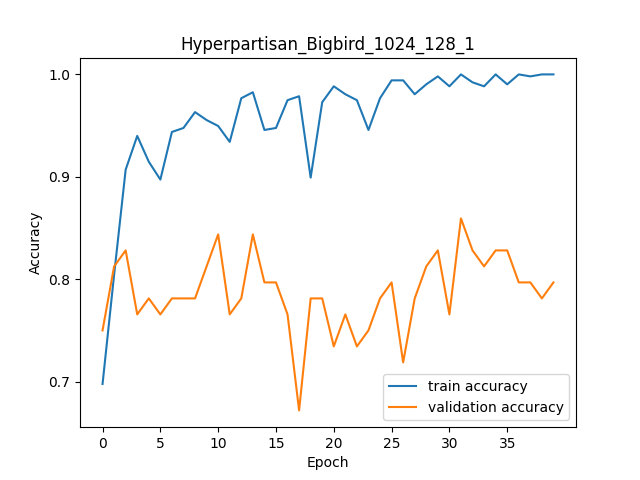 Hyperpartisan_Bigbird_1024_128_1
1.0
0.9
0.8
0.7
Accuracy
train accuracy
validation accuracy
0 5 10 15 20 25 30 35
Epoch